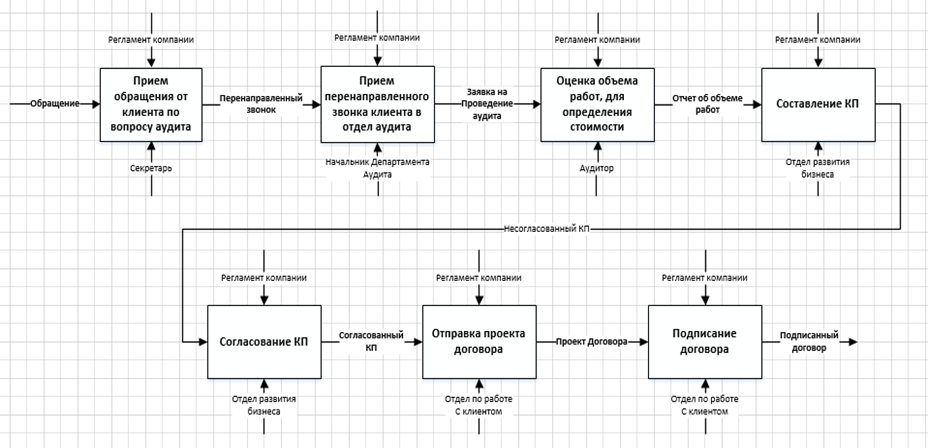 Регламент компании
Регламент компании
Регламент компании
Регламент компании
Обращение
Прием
обращения от
клиента по
вопросу аудита
Перенаправленный
звонок
Прием
перенаправленного
звонка клиента в
отдел аудита
Заявка на
Проведение
аудита
Оценка объема
работ, для
определения
стоимости
Отчет об объеме
работ
Составление КП
Секретарь
Начальник Департамента
Аудита
Аудитор
Отдел развития
бизнеса
Несогласованный КП
Регламент компании
Регламент компании
Регламент компании
Согласование КП
Согласованный
КП
Отправка проекта
договора
Проект Договора
Подписание
договора
Подписанный
договор
Отдел развития
бизнеса
Отдел по работе
С клиентом
Отдел по работе
С клиентом